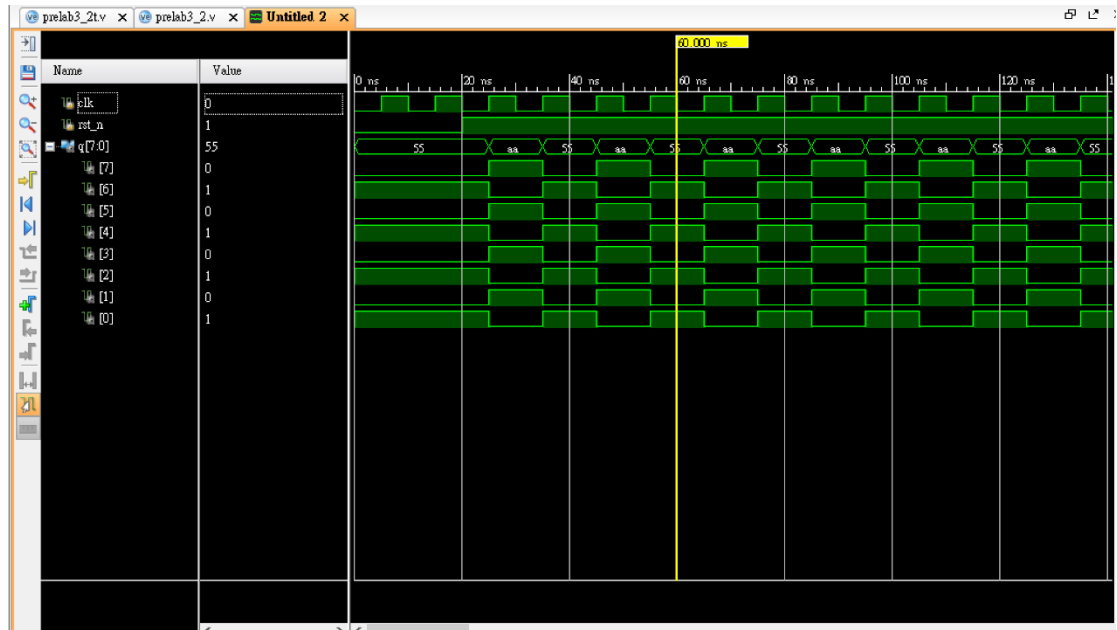 prelab3_2t.v x prelab3_2.v x Untitled 2 x
60.000 ns
Name Value
0 ns 20 ns 40 ns 60 ns 80 ns 100 ns 120 ns
clk 0
rst_n 1
q[7:0] 55 55 aa 55 aa 55 aa 55 aa 55 aa 55 aa 55
[7] 0
[6] 1
[5] 0
[4] 1
[3] 0
[2] 1
[1] 0
[0] 1